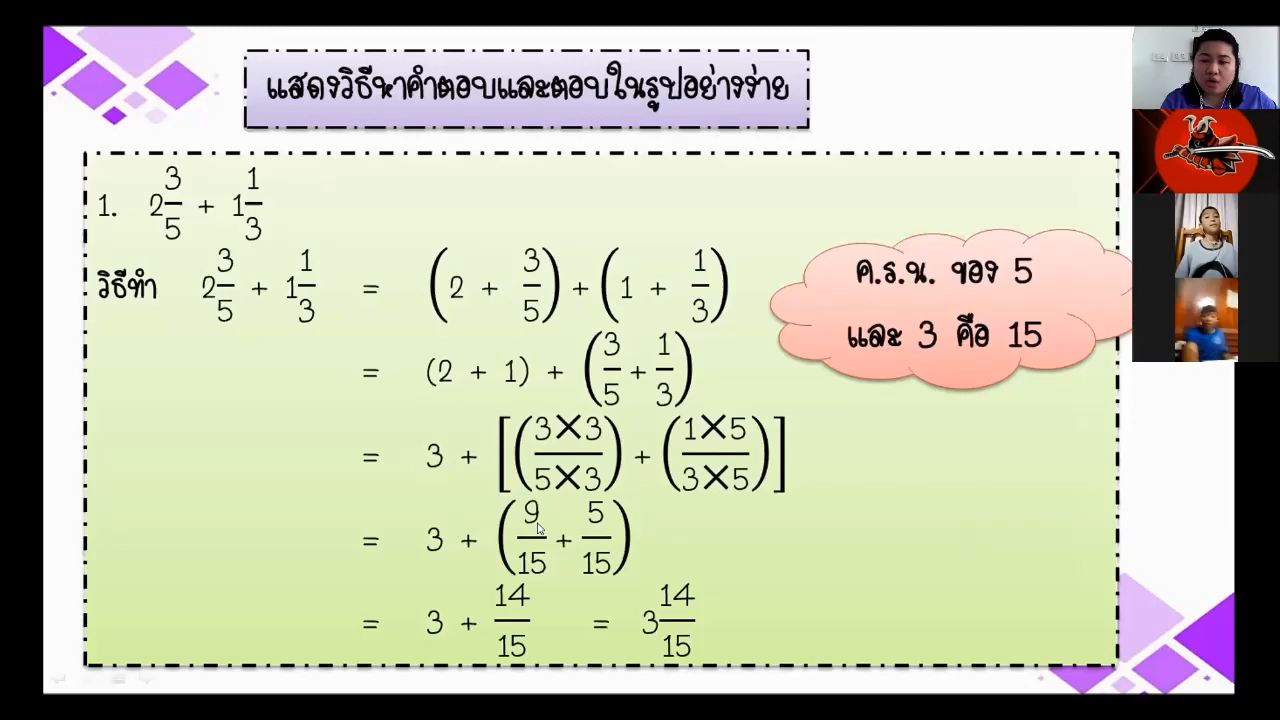 แสดงวิธีหาคำตอบและตอบในรูปอย่างง่าย
1. 2 3/5 + 1 1/3
วิธีทำ 2 3/5 + 1 1/3 = (2 + 3/5) + (1 + 1/3)
= (2 + 1) + (3/5 + 1/3)
= 3 + [(3×3/5×3) + (1×5/3×5)]
= 3 + (9/15 + 5/15)
= 3 + 14/15 = 3 14/15
ค.ร.น. ของ 5
และ 3 คือ 15